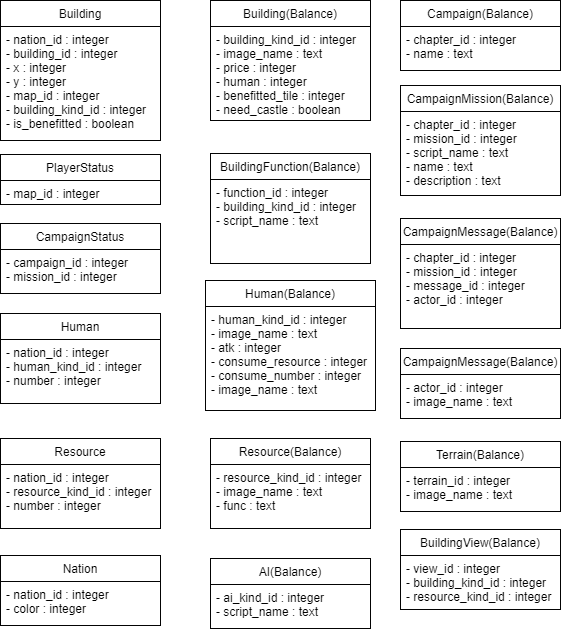 Building
- nation_id : integer
- building_id : integer
- x : integer
- y : integer
- map_id : integer
- building_kind_id : integer
- is_benefitted : boolean
PlayerStatus
- map_id : integer
CampaignStatus
- campaign_id : integer
- mission_id : integer
Human
- nation_id : integer
- human_kind_id : integer
- number : integer
Resource
- nation_id : integer
- resource_kind_id : integer
- number : integer
Nation
- nation_id : integer
- color : integer
Building(Balance)
- building_kind_id : integer
- image_name : text
- price : integer
- human : integer
- benefitted_tile : integer
- need_castle : boolean
BuildingFunction(Balance)
- function_id : integer
- building_kind_id : integer
- script_name : text
Human(Balance)
- human_kind_id : integer
- image_name : text
- atk : integer
- consume_resource : integer
- consume_number : integer
- image_name : text
Resource(Balance)
- resource_kind_id : integer
- image_name : text
- func : text
AI(Balance)
- ai_kind_id : integer
- script_name : text
Campaign(Balance)
- chapter_id : integer
- name : text
CampaignMission(Balance)
- chapter_id : integer
- mission_id : integer
- script_name : text
- name : text
- description : text
CampaignMessage(Balance)
- chapter_id : integer
- mission_id : integer
- message_id : integer
- actor_id : integer
CampaignMessage(Balance)
- actor_id : integer
- image_name : text
Terrain(Balance)
- terrain_id : integer
- image_name : text
BuildingView(Balance)
- view_id : integer
- building_kind_id : integer
- resource_kind_id : integer